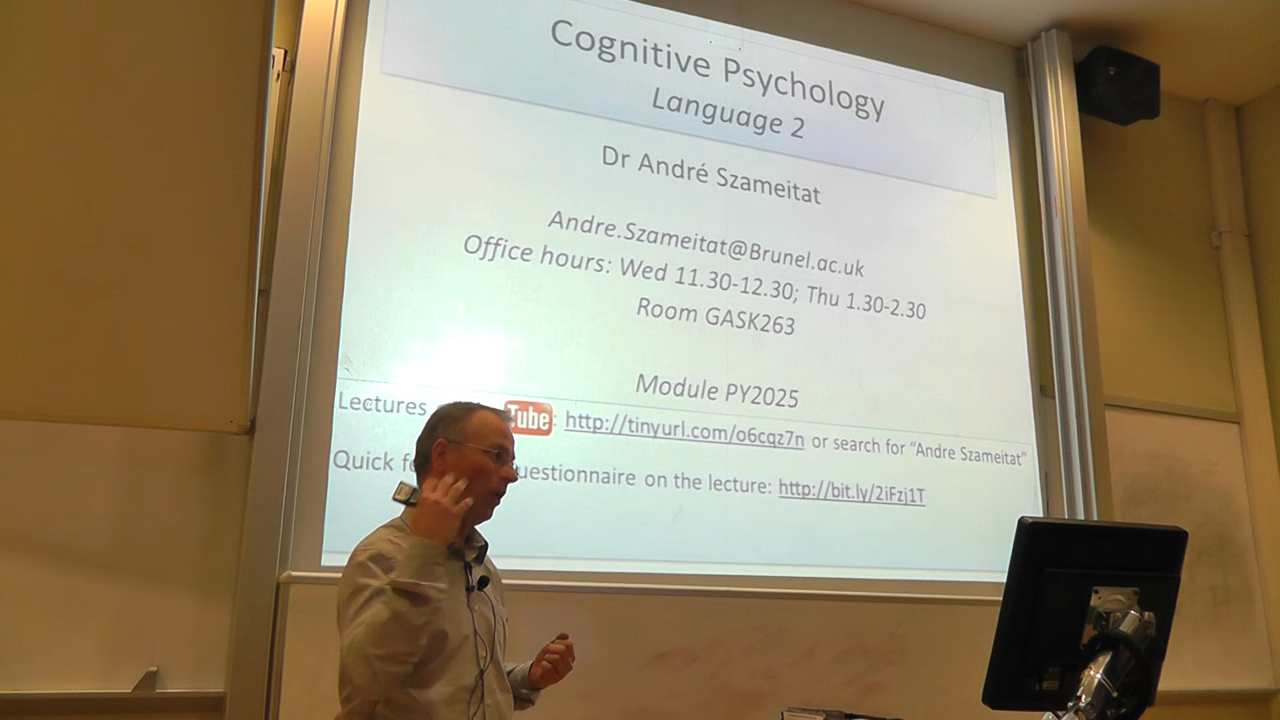 Cognitive Psychology
Language 2
Dr André Szameitat
Andre.Szameitat@Brunel.ac.uk
Office hours: Wed 11.30-12.30; Thu 1.30-2.30
Room GASK263
Module PY2025
Lectures Tube: http://tinyurl.com/o6cqz7n or search for “Andre Szameitat”
Quick uestionnaire on the lecture: http://bit.ly/2iFzj1T